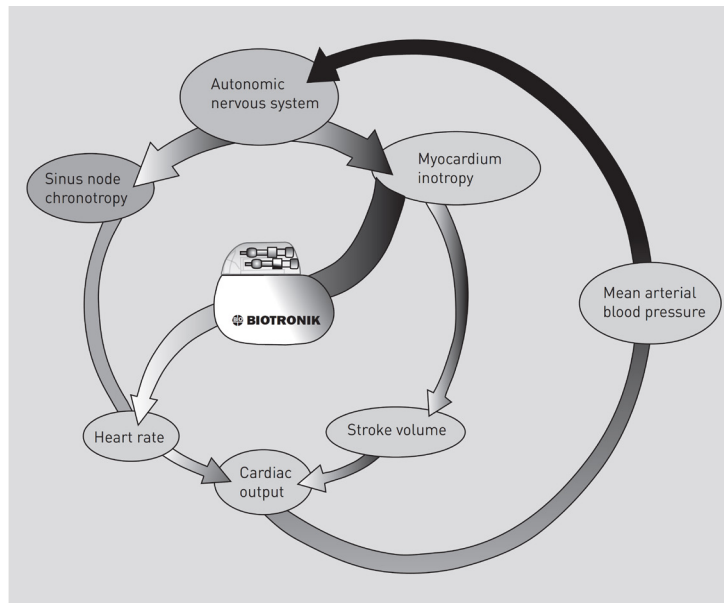 Autonomic
nervous system
Myocardium
inotropy
Sinus node
chronotropy
BIO
BIOTRONIK
Mean arterial
blood pressure
Heart rate
Stroke volume
Cardiac
output